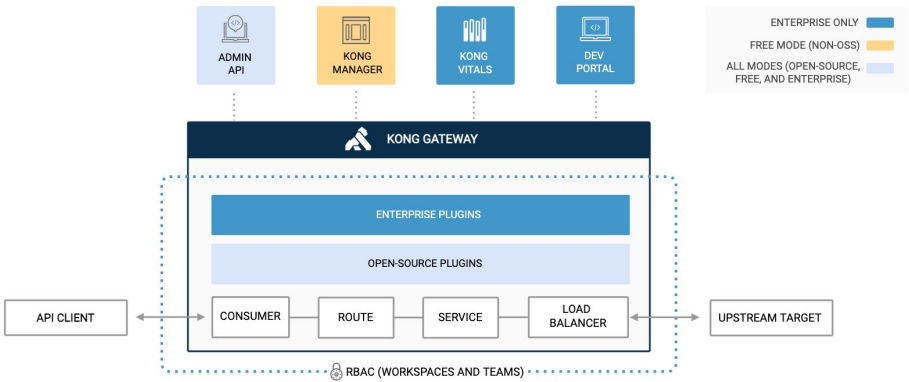 ADMIN
API
KONG
MANAGER
KONG
VITALS
DEV
PORTAL
ENTERPRISE ONLY
FREE MODE (NON-OSS)
ALL MODES (OPEN-SOURCE,
FREE, AND ENTERPRISE)
KONG GATEWAY
ENTERPRISE PLUGINS
OPEN-SOURCE PLUGINS
API CLIENT
CONSUMER
ROUTE
SERVICE
LOAD
BALANCER
UPSTREAM TARGET
RBAC (WORKSPACES AND TEAMS)